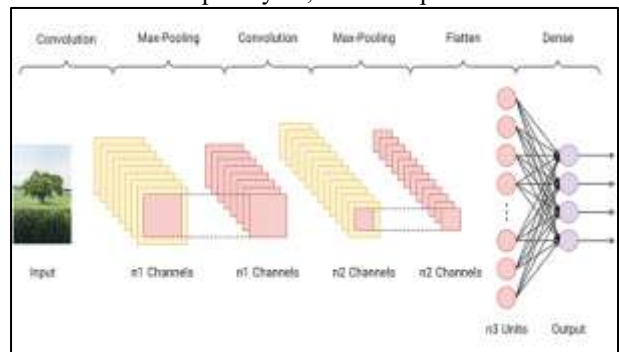 Convolution Max-Pooling Convolution Max-Pooling Flatten Dense
Input n1 Channels n1 Channels n2 Channels n2 Channels
n3 Units Output